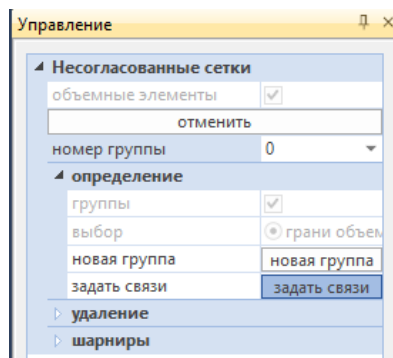 Управление
Несогласованные сетки
объемные элементы
отменить
номер группы 0
определение
группы
выбор грани объем
новая группа новая группа
задать связи задать связи
удаление
шарниры